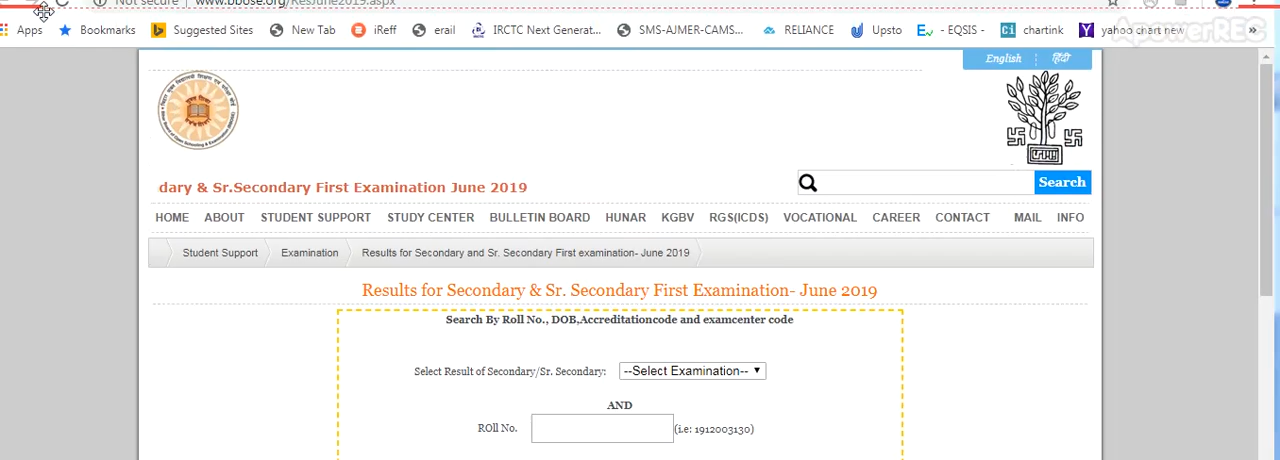 Not secure www.bbose.org/ResJune2019.aspx
Apps Bookmarks Suggested Sites New Tab iReff erail IRCTC Next Generat... SMS-AJMER-CAMS... RELIANCE Upsto - EQSIS - chartink yahoo chart new »
ApowerREC
English हिंदी
dary & Sr.Secondary First Examination June 2019
Search
HOME ABOUT STUDENT SUPPORT STUDY CENTER BULLETIN BOARD HUNAR KGBV RGS(ICDS) VOCATIONAL CAREER CONTACT MAIL INFO
Student Support Examination Results for Secondary and Sr. Secondary First examination- June 2019
Results for Secondary & Sr. Secondary First Examination- June 2019
Search By Roll No., DOB,Accreditationcode and examcenter code
Select Result of Secondary/Sr. Secondary: --Select Examination--
AND
ROll No. (i.e: 1912003130)